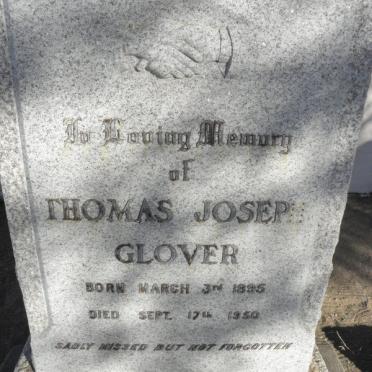 In Loving Memory
of
THOMAS JOSEPH
GLOVER
BORN MARCH 3RD 1895
DIED SEPT. 17TH 1950
SADLY MISSED BUT NOT FORGOTTEN